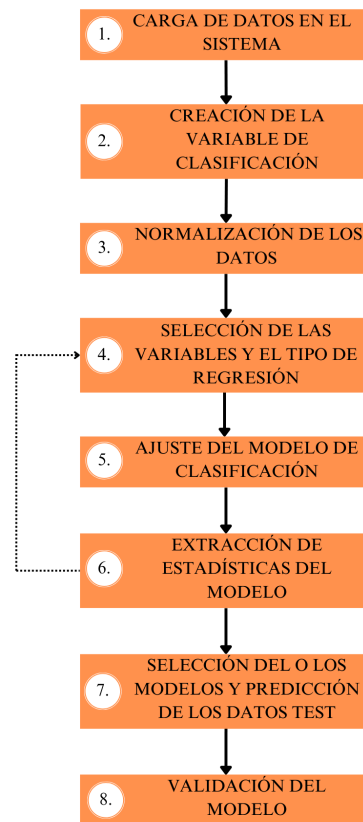 1.
CARGA DE DATOS EN EL
SISTEMA
2.
CREACIÓN DE LA
VARIABLE DE
CLASIFICACIÓN
3.
NORMALIZACIÓN DE LOS
DATOS
4.
SELECCIÓN DE LAS
VARIABLES Y EL TIPO DE
REGRESIÓN
5.
AJUSTE DEL MODELO DE
CLASIFICACIÓN
6.
EXTRACCIÓN DE
ESTADÍSTICAS DEL
MODELO
7.
SELECCIÓN DEL O LOS
MODELOS Y PREDICCIÓN
DE LOS DATOS TEST
8.
VALIDACIÓN DEL
MODELO